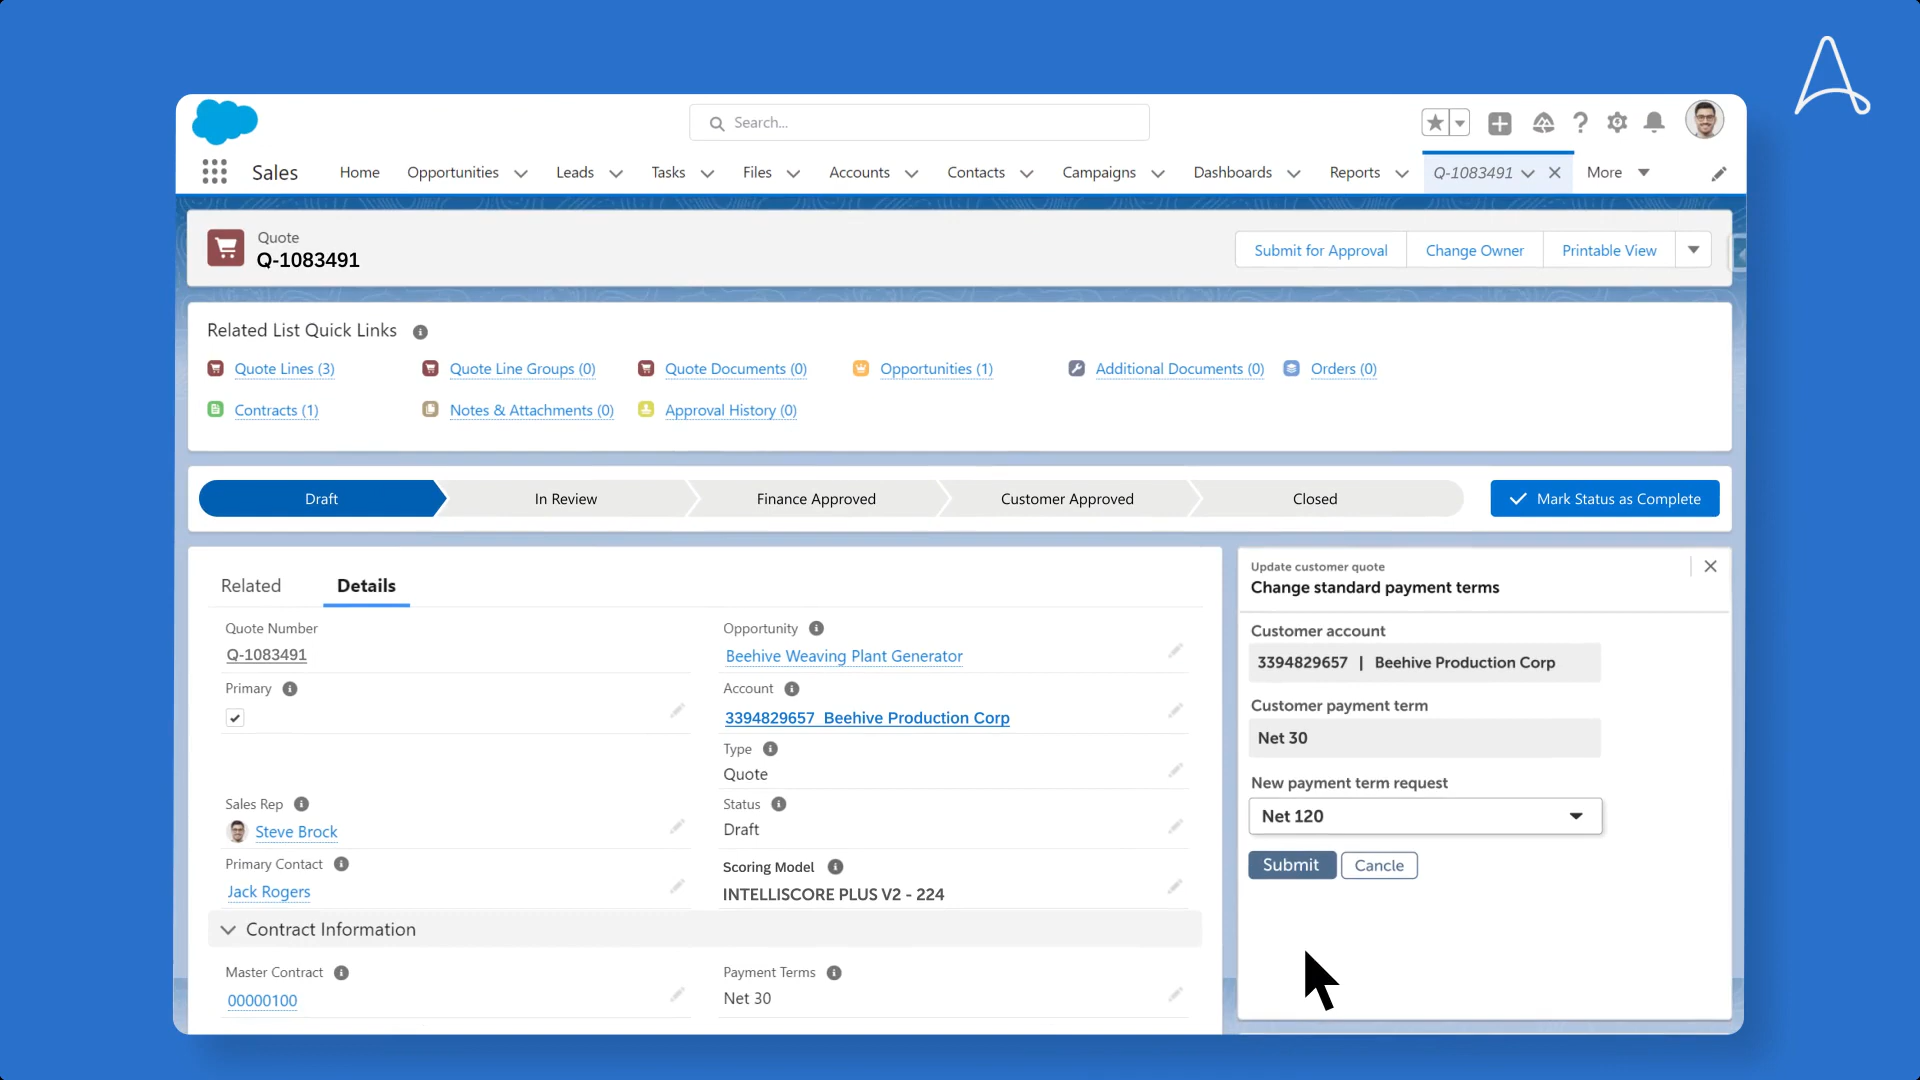 Search...
Sales Home Opportunities Leads Tasks Files Accounts Contacts Campaigns Dashboards Reports Q-1083491 More
Quote
Q-1083491
Submit for Approval Change Owner Printable View
Related List Quick Links
Quote Lines (3) Quote Line Groups (0) Quote Documents (0) Opportunities (1) Additional Documents (0) Orders (0)
Contracts (1) Notes & Attachments (0) Approval History (0)
Draft In Review Finance Approved Customer Approved Closed Mark Status as Complete
Related Details
Quote Number
Q-1083491
Primary
Sales Rep
Steve Brock
Primary Contact
Jack Rogers
Opportunity
Beehive Weaving Plant Generator
Account
3394829657 Beehive Production Corp
Type
Quote
Status
Draft
Scoring Model
INTELLISCORE PLUS V2 - 224
Contract Information
Master Contract
00000100
Payment Terms
Net 30
Update customer quote
Change standard payment terms
Customer account
3394829657 | Beehive Production Corp
Customer payment term
Net 30
New payment term request
Net 120
Submit Cancle